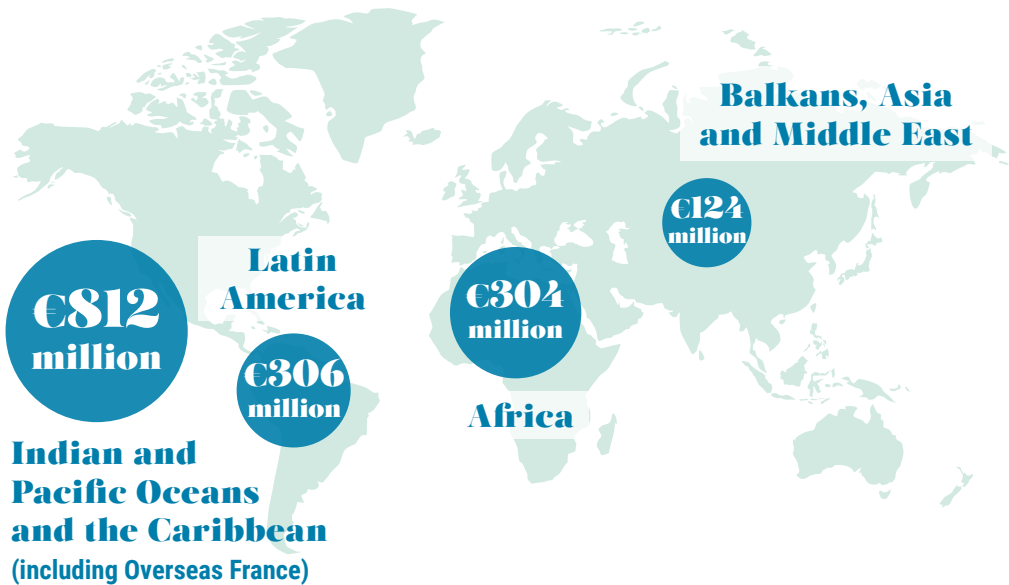 Balkans, Asia
and Middle East
€124
million
Latin
America
€812
million
€304
million
€306
million
Africa
Indian and
Pacific Oceans
and the Caribbean
(including Overseas France)